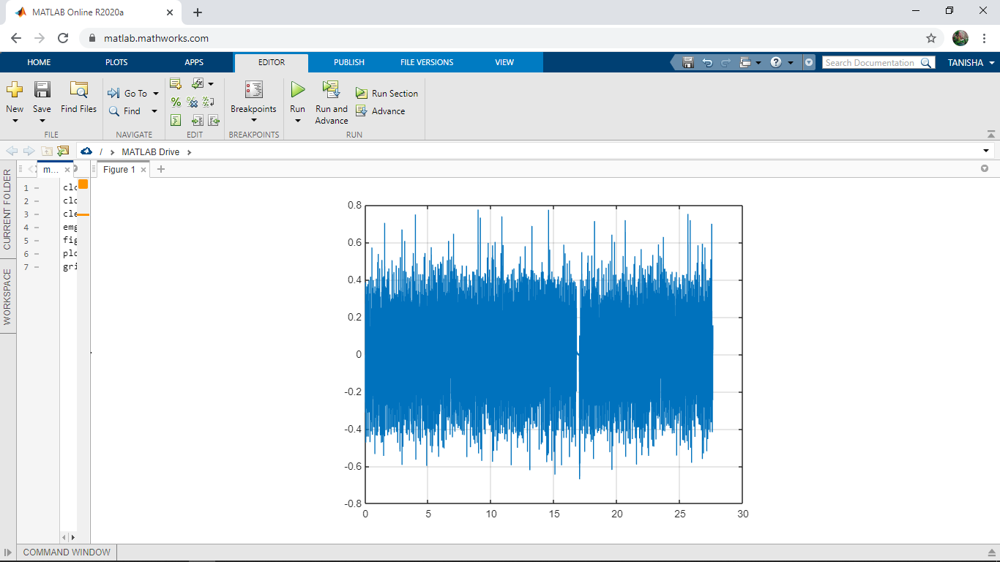 MATLAB Online R2020a
matlab.mathworks.com
HOME PLOTS APPS EDITOR PUBLISH FILE VERSIONS VIEW Search Documentation TANISHA
New Save Find Files
FILE
Go To
Find
NAVIGATE
EDIT
Breakpoints
BREAKPOINTS
Run Run and Advance
Run Section
Advance
RUN
/ MATLAB Drive
CURRENT FOLDER
WORKSPACE
m...
Figure 1
1 – clc
2 – clo
3 – cle
4 – emg
5 – fig
6 – plo
7 – gri
0.8
0.6
0.4
0.2
0
-0.2
-0.4
-0.6
-0.8
0 5 10 15 20 25 30
COMMAND WINDOW